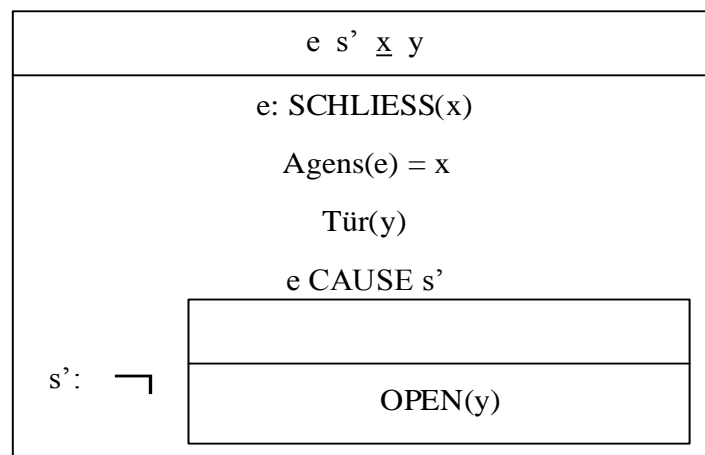 e s’ x y
e: SCHLIESS(x)
Agens(e) = x
Tür(y)
e CAUSE s’
s’: ¬
OPEN(y)